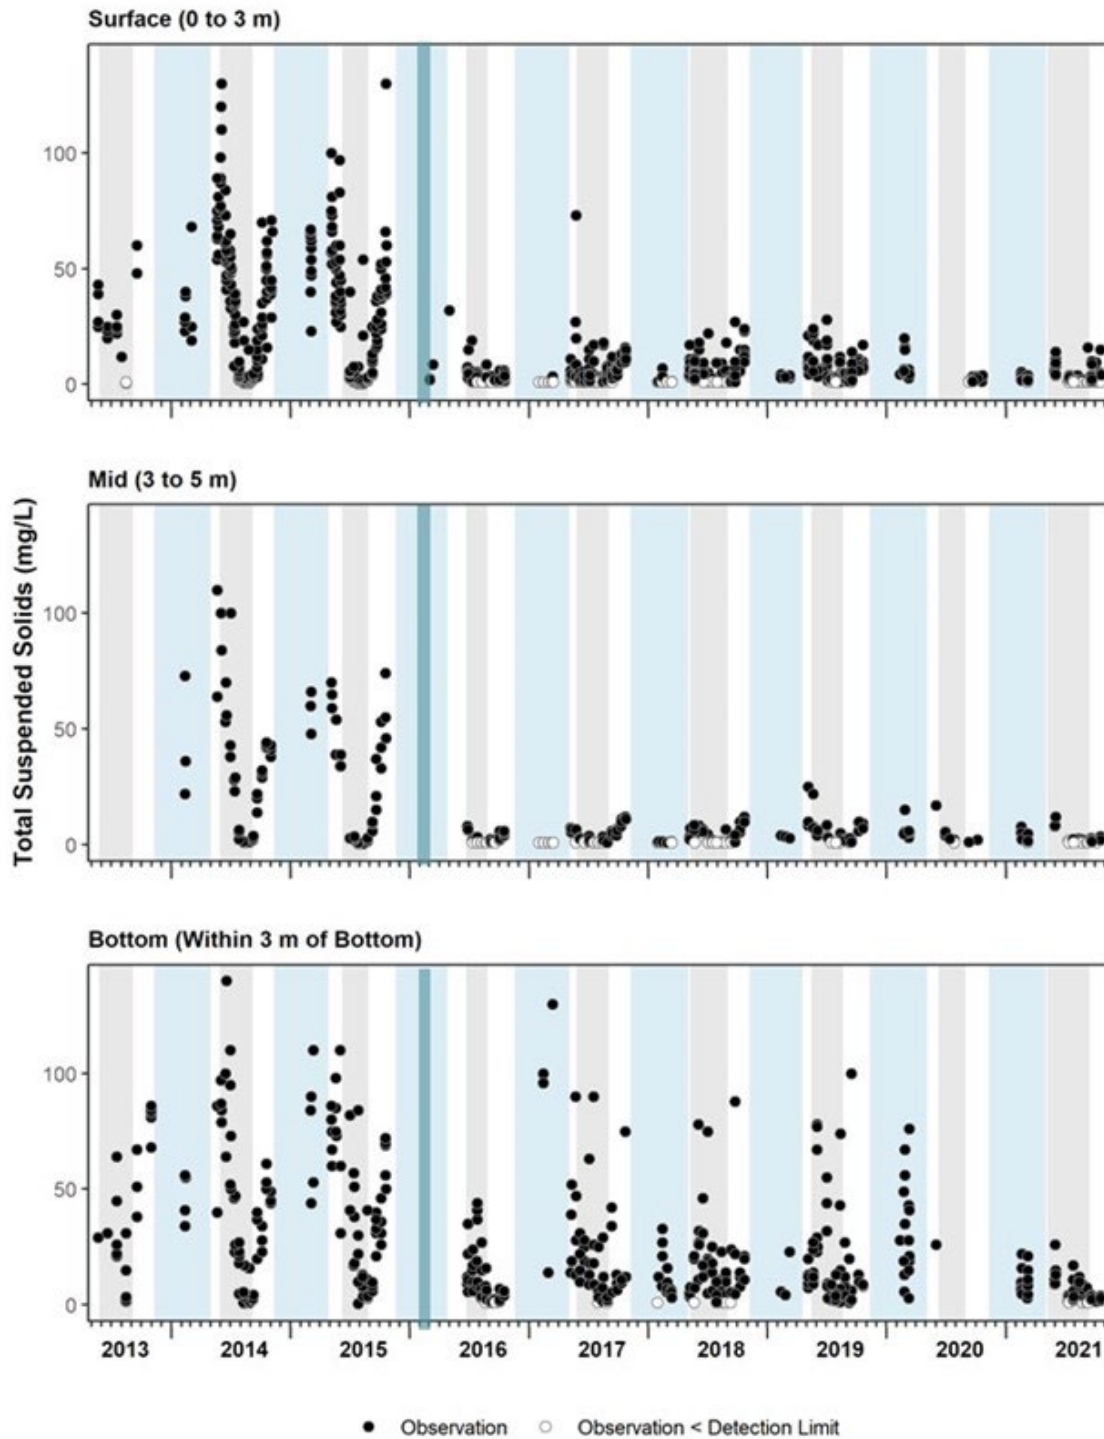 Surface (0 to 3 m)
100
50
0
Mid (3 to 5 m)
100
50
0
Total Suspended Solids (mg/L)
Bottom (Within 3 m of Bottom)
100
50
0
2013 2014 2015 2016 2017 2018 2019 2020 2021
Observation Observation < Detection Limit